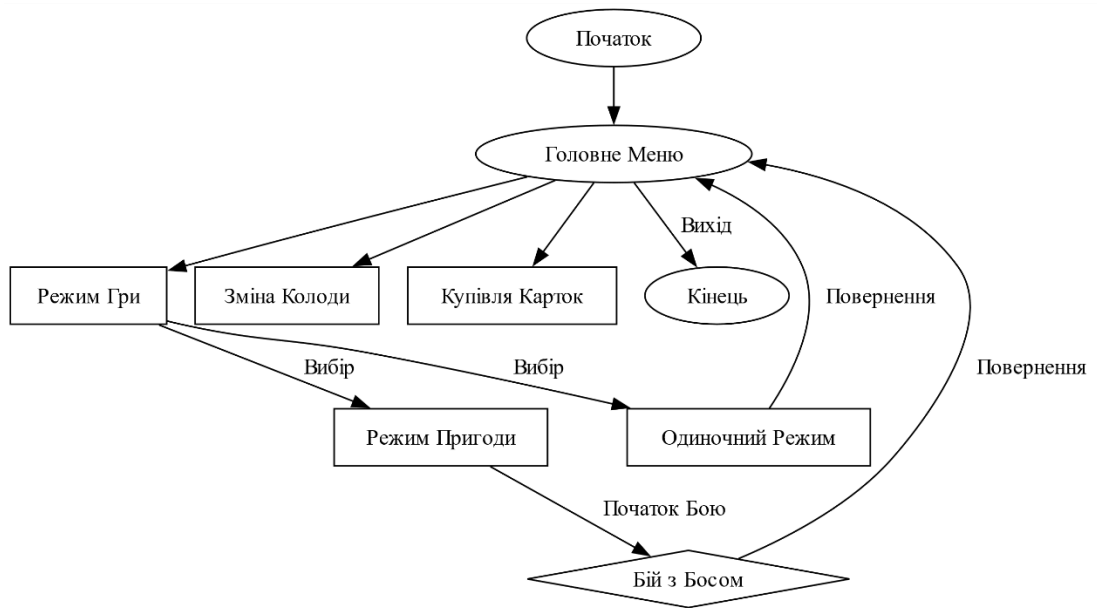 Початок
Головне Меню
Вихід
Режим Гри
Зміна Колоди
Купівля Карток
Кінець
Повернення
Вибір
Вибір
Повернення
Режим Пригоди
Одиночний Режим
Початок Бою
Бій з Босом